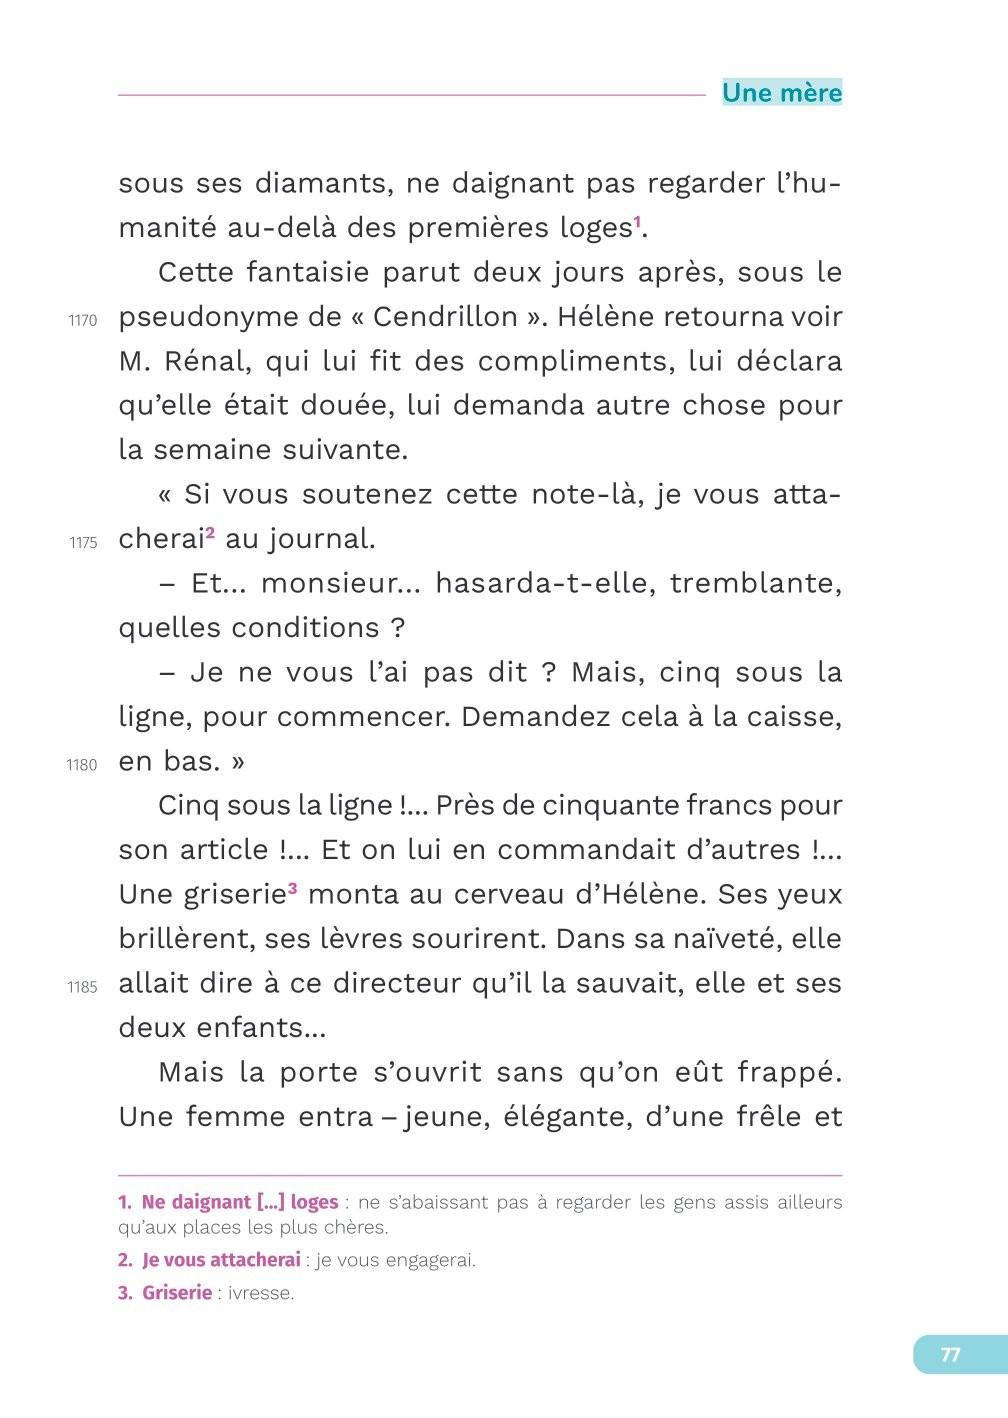 Une mère
sous ses diamants, ne daignant pas regarder l’hu-
manité au-delà des premières loges¹.
Cette fantaisie parut deux jours après, sous le
1170 pseudonyme de « Cendrillon ». Hélène retourna voir
M. Rénal, qui lui fit des compliments, lui déclara
qu’elle était douée, lui demanda autre chose pour
la semaine suivante.
« Si vous soutenez cette note-là, je vous atta-
1175 cherai² au journal.
– Et… monsieur… hasarda-t-elle, tremblante,
quelles conditions ?
– Je ne vous l’ai pas dit ? Mais, cinq sous la
ligne, pour commencer. Demandez cela à la caisse,
1180 en bas. »
Cinq sous la ligne !… Près de cinquante francs pour
son article !… Et on lui en commandait d’autres !…
Une griserie³ monta au cerveau d’Hélène. Ses yeux
brillèrent, ses lèvres sourirent. Dans sa naïveté, elle
1185 allait dire à ce directeur qu’il la sauvait, elle et ses
deux enfants…
Mais la porte s’ouvrit sans qu’on eût frappé.
Une femme entra – jeune, élégante, d’une frêle et
1. Ne daignant […] loges : ne s’abaissant pas à regarder les gens assis ailleurs
qu’aux places les plus chères.
2. Je vous attacherai : je vous engagerai.
3. Griserie : ivresse.
77